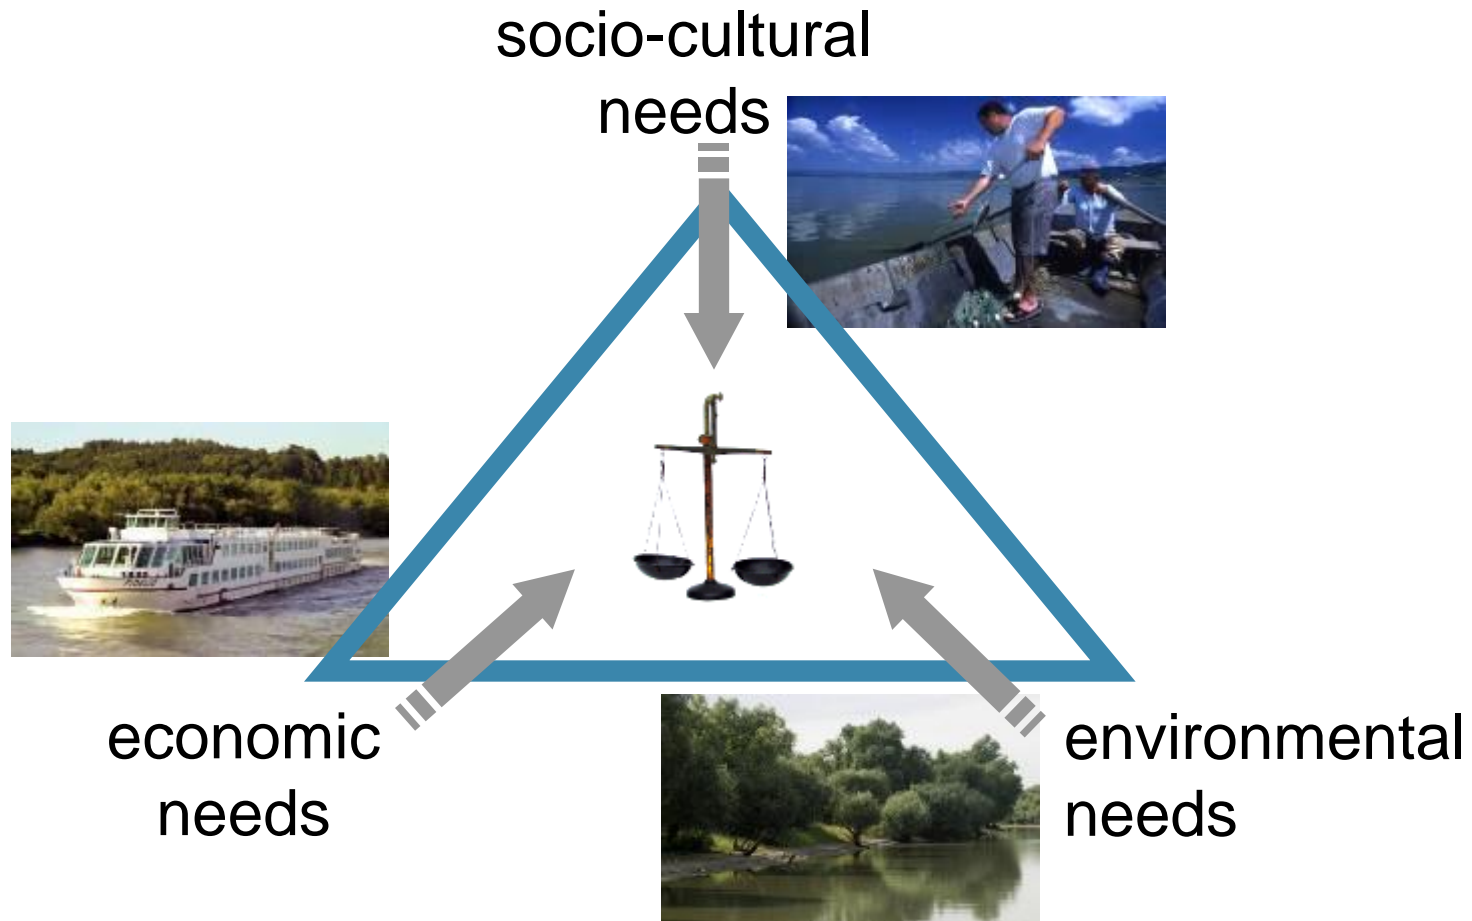 socio-cultural
needs
economic
needs
environmental
needs